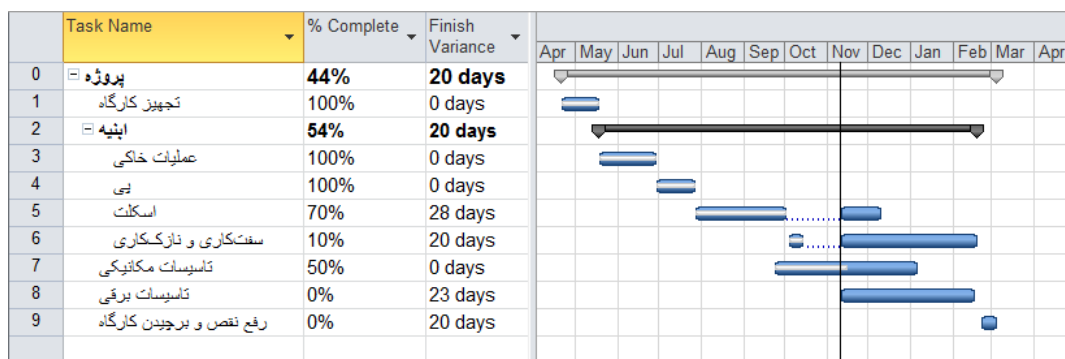 Task Name % Complete Finish Variance Apr May Jun Jul Aug Sep Oct Nov Dec Jan Feb Mar Apr
0 پروژه 44% 20 days
1 تجهیز کارگاه 100% 0 days
2 ابنیه 54% 20 days
3 عملیات خاکی 100% 0 days
4 پی 100% 0 days
5 اسکلت 70% 28 days
6 سفت‌کاری و نازک‌کاری 10% 20 days
7 تاسیسات مکانیکی 50% 0 days
8 تاسیسات برقی 0% 23 days
9 رفع نقص و برچیدن کارگاه 0% 20 days